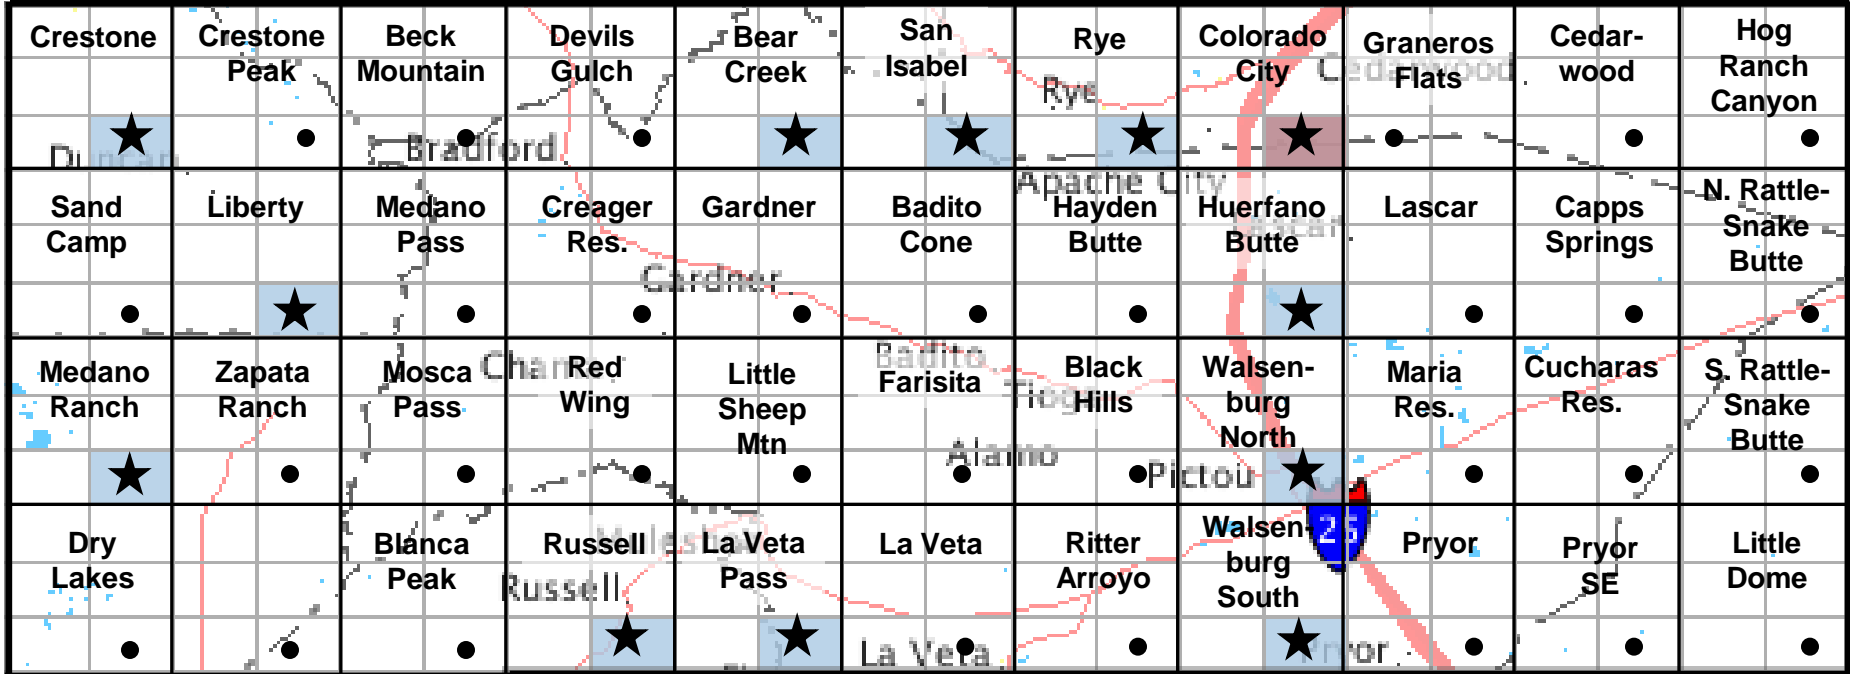 Crestone
Crestone
Peak
Beck
Mountain
Devils
Gulch
Bear
Creek
San
Isabel
Rye
Colorado
City
Graneros
Flats
Cedar-
wood
Hog
Ranch
Canyon
Cedarwood
Rye
Duncan
Bradford
Apache City
Sand
Camp
Liberty
Medano
Pass
Creager
Res.
Gardner
Badito
Cone
Hayden
Butte
Huerfano
Butte
Lascar
Capps
Springs
N. Rattle-
Snake
Butte
Lascar
Gardner
Medano
Ranch
Zapata
Ranch
Mosca
Pass
Red
Wing
Little
Sheep
Mtn
Badito
Farisita
Black
Hills
Walsen-
burg
North
Maria
Res.
Cucharas
Res.
S. Rattle-
Snake
Butte
Alamo
Pictou
Dry
Lakes
Blanca
Peak
Russell
La Veta
Pass
La Veta
Ritter
Arroyo
Walsen-
burg
South
25
Pryor
Pryor
SE
Little
Dome
Russell
La Veta
Pryor